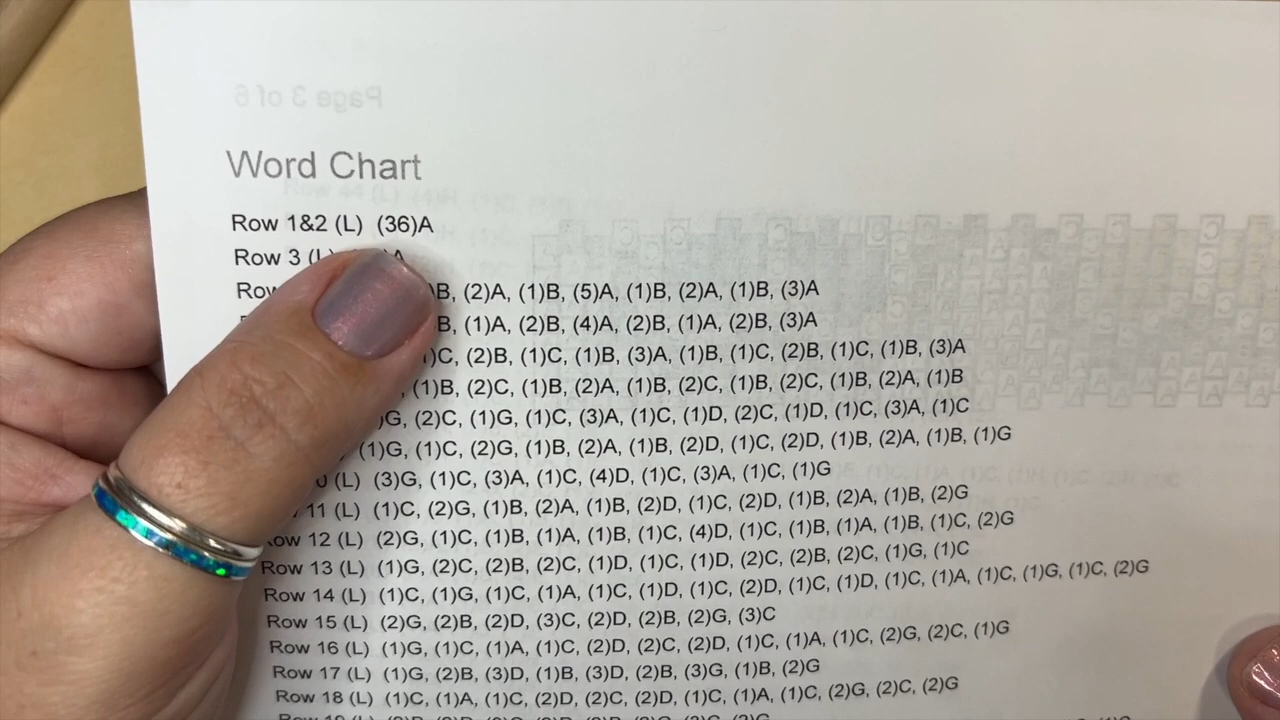 Page 3 of 6
Word Chart
Row 1&2 (L) (36)A
Row 3 (L) A
Row B, (2)A, (1)B, (5)A, (1)B, (2)A, (1)B, (3)A
B, (1)A, (2)B, (4)A, (2)B, (1)A, (2)B, (3)A
)C, (2)B, (1)C, (1)B, (3)A, (1)B, (1)C, (2)B, (1)C, (1)B, (3)A
(1)B, (2)C, (1)B, (2)A, (1)B, (2)C, (1)B, (2)C, (1)B, (2)A, (1)B
)G, (2)C, (1)G, (1)C, (3)A, (1)C, (1)D, (2)C, (1)D, (1)C, (3)A, (1)C
(1)G, (1)C, (2)G, (1)B, (2)A, (1)B, (2)D, (1)C, (2)D, (1)B, (2)A, (1)B, (1)G
(L) (3)G, (1)C, (3)A, (1)C, (4)D, (1)C, (3)A, (1)C, (1)G
11 (L) (1)C, (2)G, (1)B, (2)A, (1)B, (2)D, (1)C, (2)D, (1)B, (2)A, (1)B, (2)G
Row 12 (L) (2)G, (1)C, (1)B, (1)A, (1)B, (1)C, (4)D, (1)C, (1)B, (1)A, (1)B, (1)C, (2)G
Row 13 (L) (1)G, (2)C, (2)B, (2)C, (1)D, (1)C, (1)D, (2)C, (2)B, (2)C, (1)G, (1)C
Row 14 (L) (1)C, (1)G, (1)C, (1)A, (1)C, (1)D, (1)C, (2)D, (1)C, (1)D, (1)C, (1)A, (1)C, (1)G, (1)C, (2)G
Row 15 (L) (2)G, (2)B, (2)D, (3)C, (2)D, (2)B, (2)G, (3)C
Row 16 (L) (1)G, (1)C, (1)A, (1)C, (2)D, (2)C, (2)D, (1)C, (1)A, (1)C, (2)G, (2)C, (1)G
Row 17 (L) (1)G, (2)B, (3)D, (1)B, (3)D, (2)B, (3)G, (1)B, (2)G
Row 18 (L) (1)C, (1)A, (1)C, (2)D, (2)C, (2)D, (1)C, (1)A, (1)C, (2)G, (2)C, (2)G